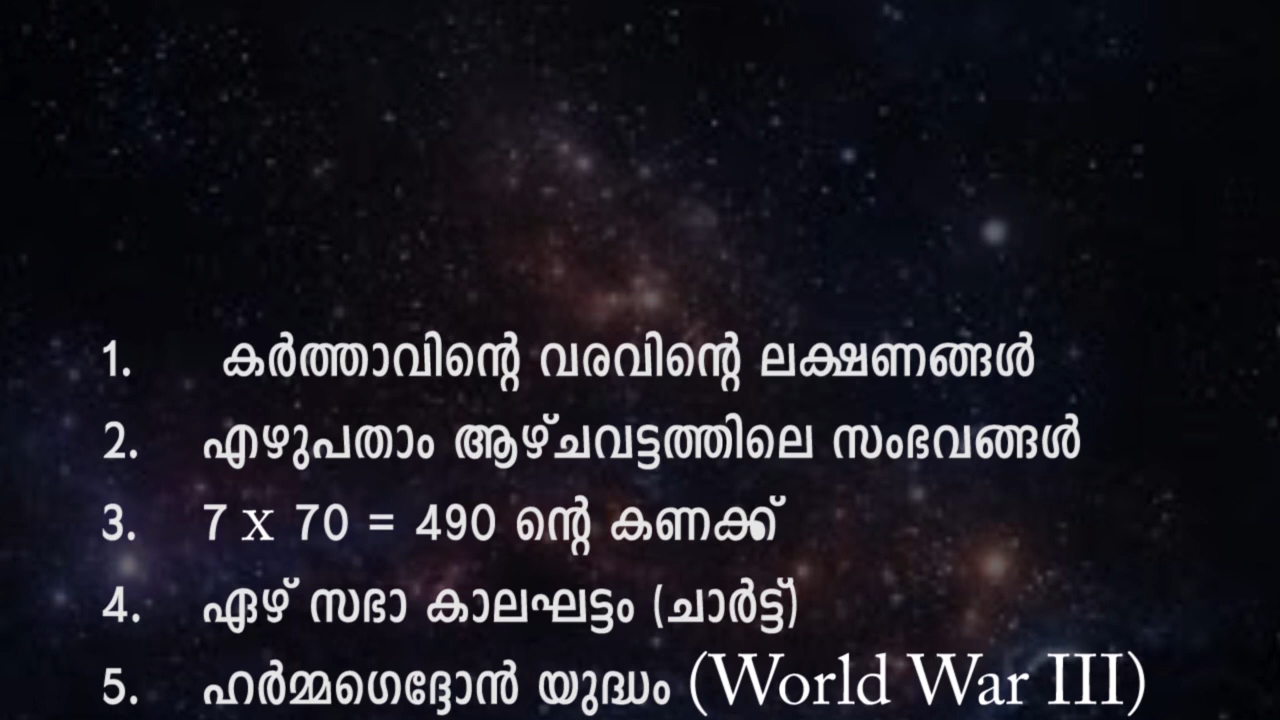 1. കർത്താവിന്റെ വരവിന്റെ ലക്ഷണങ്ങൾ
2. എഴുപതാം ആഴ്ചവട്ടത്തിലെ സംഭവങ്ങൾ
3. 7 x 70 = 490 ന്റെ കണക്ക്
4. ഏഴ് സഭാ കാലഘട്ടം (ചാർട്ട്)
5. ഹർമ്മഗെദ്ദോൻ യുദ്ധം (World War III)